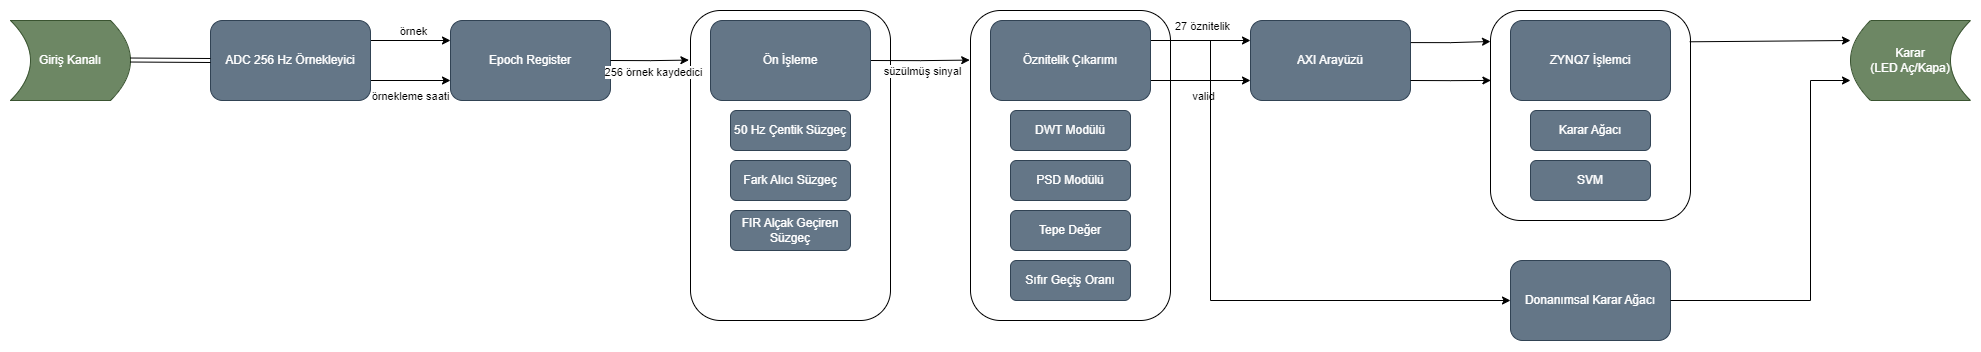 Giriş Kanalı
ADC 256 Hz Örnekleyici
örnek
örnekleme saati
Epoch Register
256 örnek kaydedici
Ön İşleme
50 Hz Çentik Süzgeç
Fark Alıcı Süzgeç
FIR Alçak Geçiren
Süzgeç
süzülmüş sinyal
Öznitelik Çıkarımı
DWT Modülü
PSD Modülü
Tepe Değer
Sıfır Geçiş Oranı
27 öznitelik
valid
AXI Arayüzü
ZYNQ7 İşlemci
Karar Ağacı
SVM
Donanımsal Karar Ağacı
Karar
(LED Aç/Kapa)